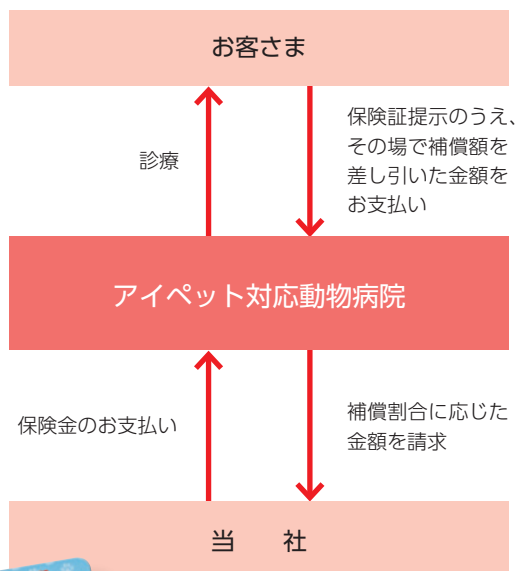 お客さま
診療
保険証提示のうえ、
その場で補償額を
差し引いた金額を
お支払い
アイペット対応動物病院
保険金のお支払い
補償割合に応じた
金額を請求
当　社